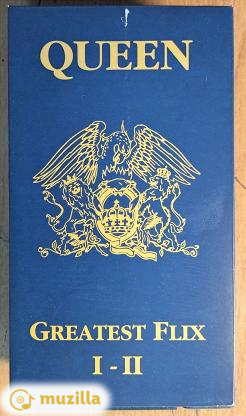 QUEEN
GREATEST FLIX
I - II
muzilla